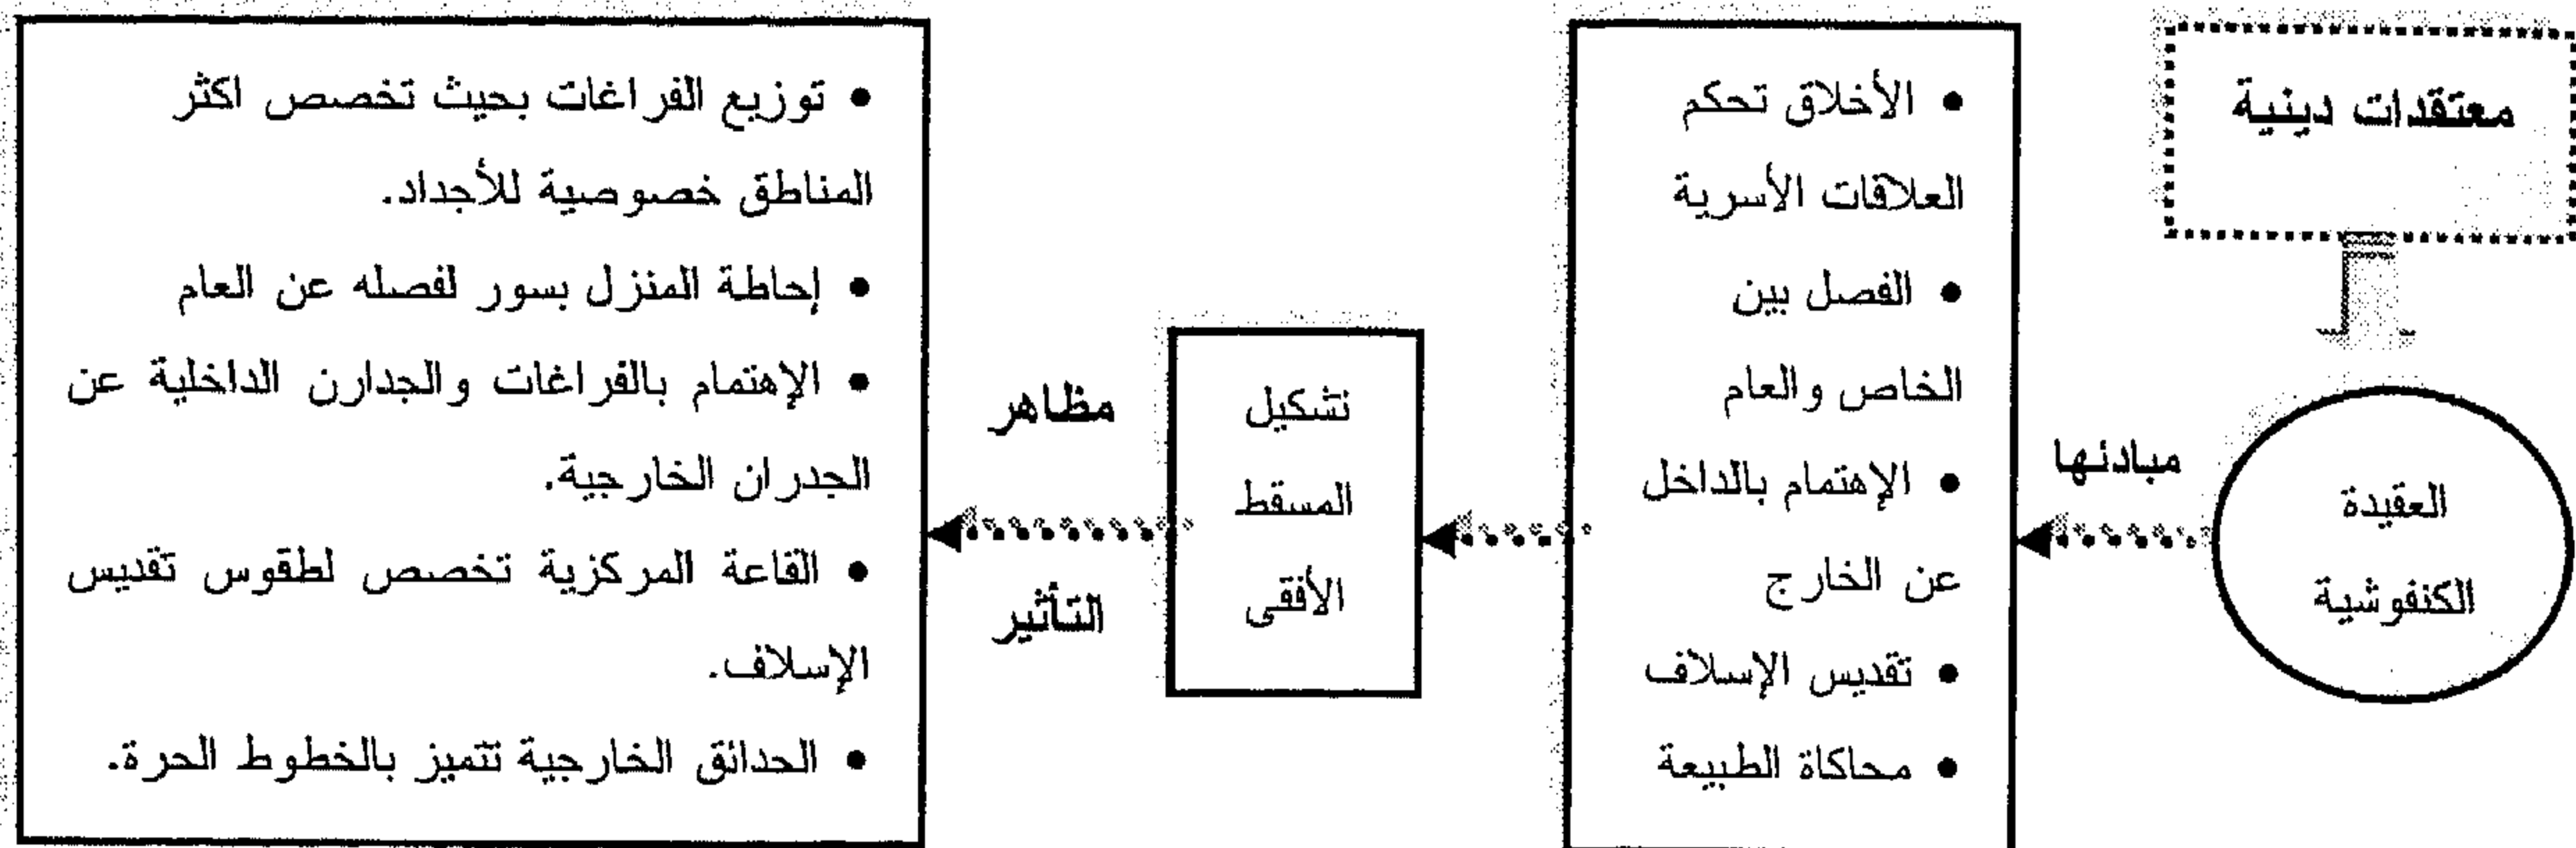 معتقدات دينية
العقيدة
الكنفوشية
مبادئها
• الأخلاق تحكم
العلاقات الأسرية
• الفصل بين
الخاص والعام
• الإهتمام بالداخل
عن الخارج
• تقديس الإسلاف
• محاكاة الطبيعة
تشكيل
المسقط
الأفقى
مظاهر
التأثير
• توزيع الفراغات بحيث تخصص اكثر
المناطق خصوصية للأجداد.
• إحاطة المنزل بسور لفصله عن العام
• الإهتمام بالفراغات والجدارن الداخلية عن
الجدران الخارجية.
• القاعة المركزية تخصص لطقوس تقديس
الإسلاف.
• الحدائق الخارجية تتميز بالخطوط الحرة.